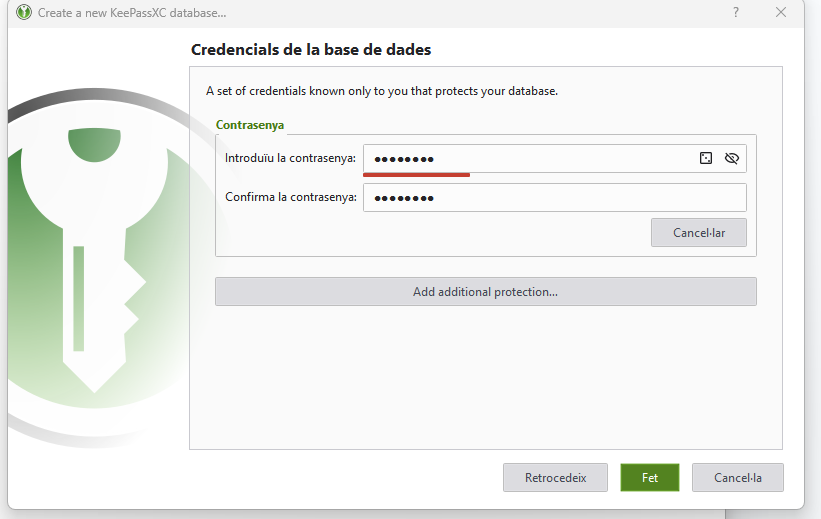 Create a new KeePassXC database...
?
Credencials de la base de dades
A set of credentials known only to you that protects your database.
Contrasenya
Introduïu la contrasenya: ●●●●●●●●
Confirma la contrasenya: ●●●●●●●●
Cancel·lar
Add additional protection...
Retrocedeix
Fet
Cancel·la